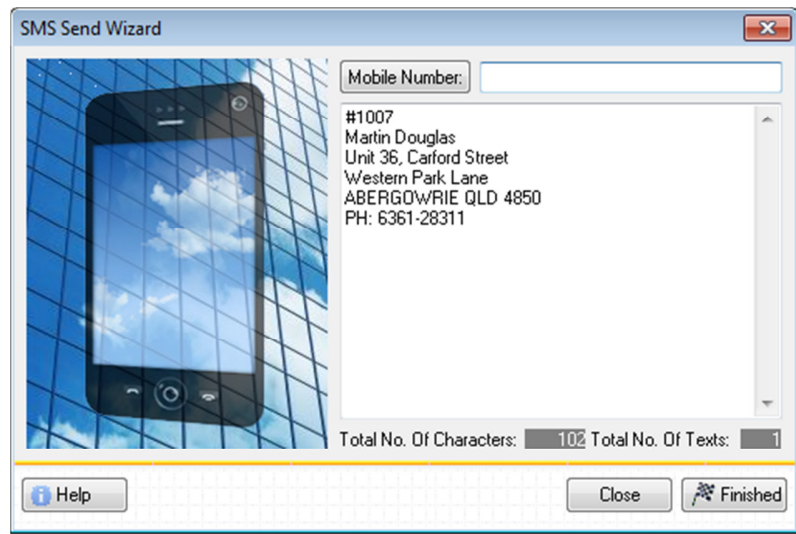 SMS Send Wizard
Mobile Number:
#1007
Martin Douglas
Unit 36, Carford Street
Western Park Lane
ABERGOWRIE QLD 4850
PH: 6361-28311
Total No. Of Characters: 102 Total No. Of Texts: 1
Help Close Finished